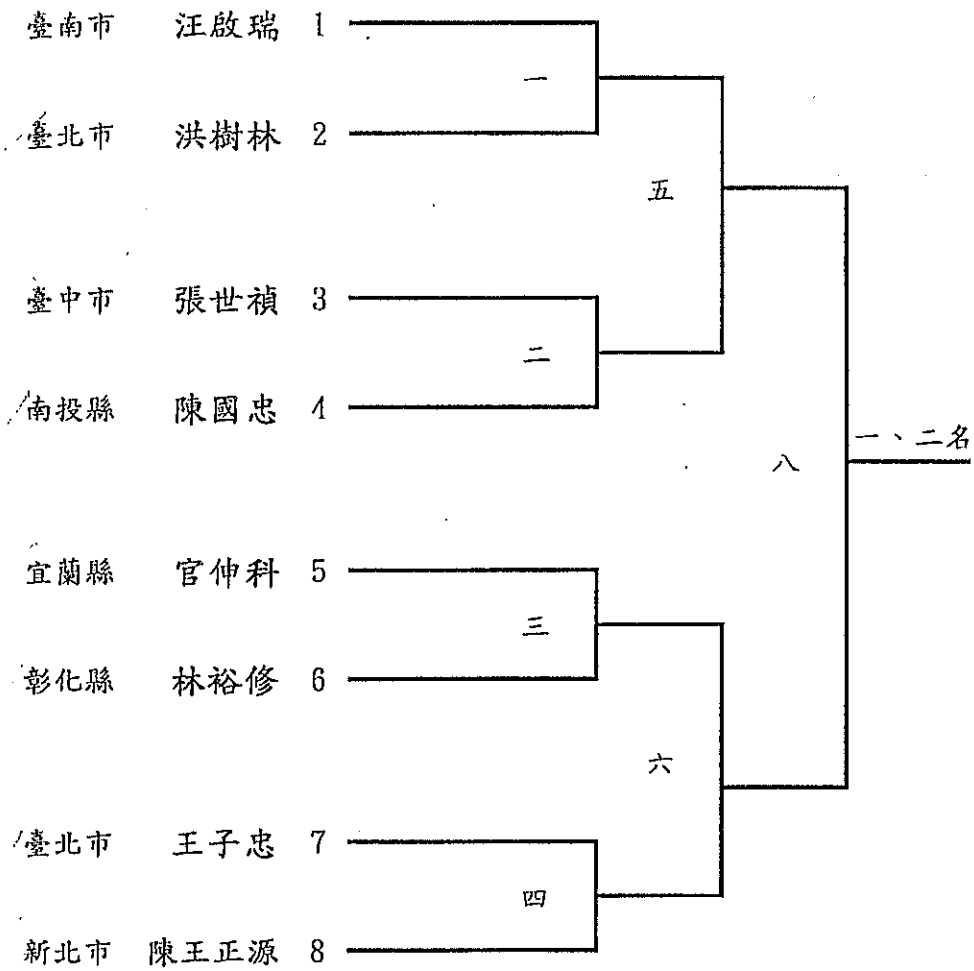 臺南市 汪啟瑞 1
一
臺北市 洪樹林 2
五
臺中市 張世禎 3
二
南投縣 陳國忠 4
一、二名
八
宜蘭縣 官仲科 5
三
彰化縣 林裕修 6
六
臺北市 王子忠 7
四
新北市 陳王正源 8